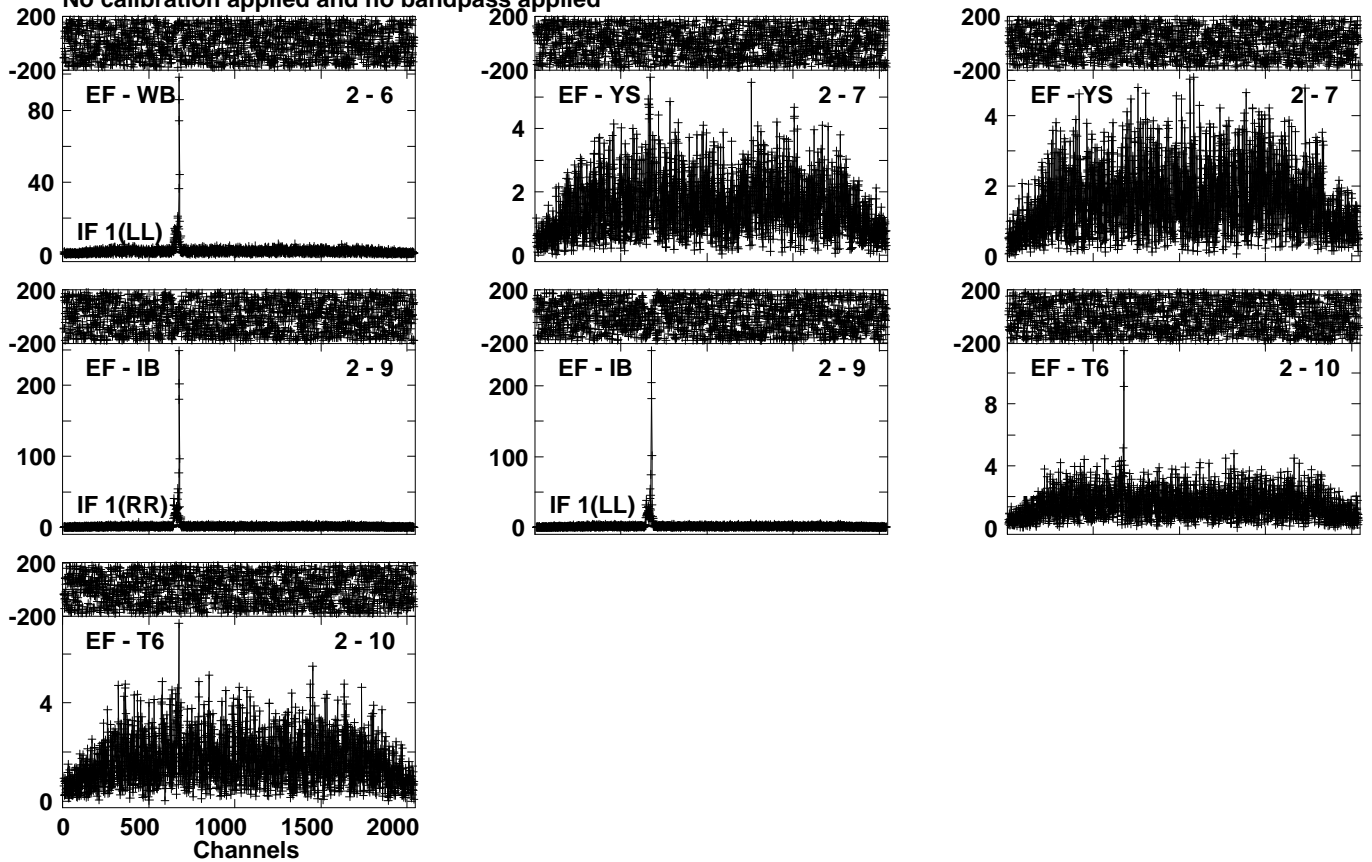 No calibration applied and no bandpass applied
200
-200
EF - WB 2 - 6
80
40
IF 1(LL)
0
200
-200
EF - YS 2 - 7
4
2
0
200
-200
EF - YS 2 - 7
4
2
0
200
-200
EF - IB 2 - 9
200
100
IF 1(RR)
0
200
-200
EF - IB 2 - 9
200
100
IF 1(LL)
0
200
-200
EF - T6 2 - 10
8
4
0
200
-200
EF - T6 2 - 10
4
0
0 500 1000 1500 2000
Channels